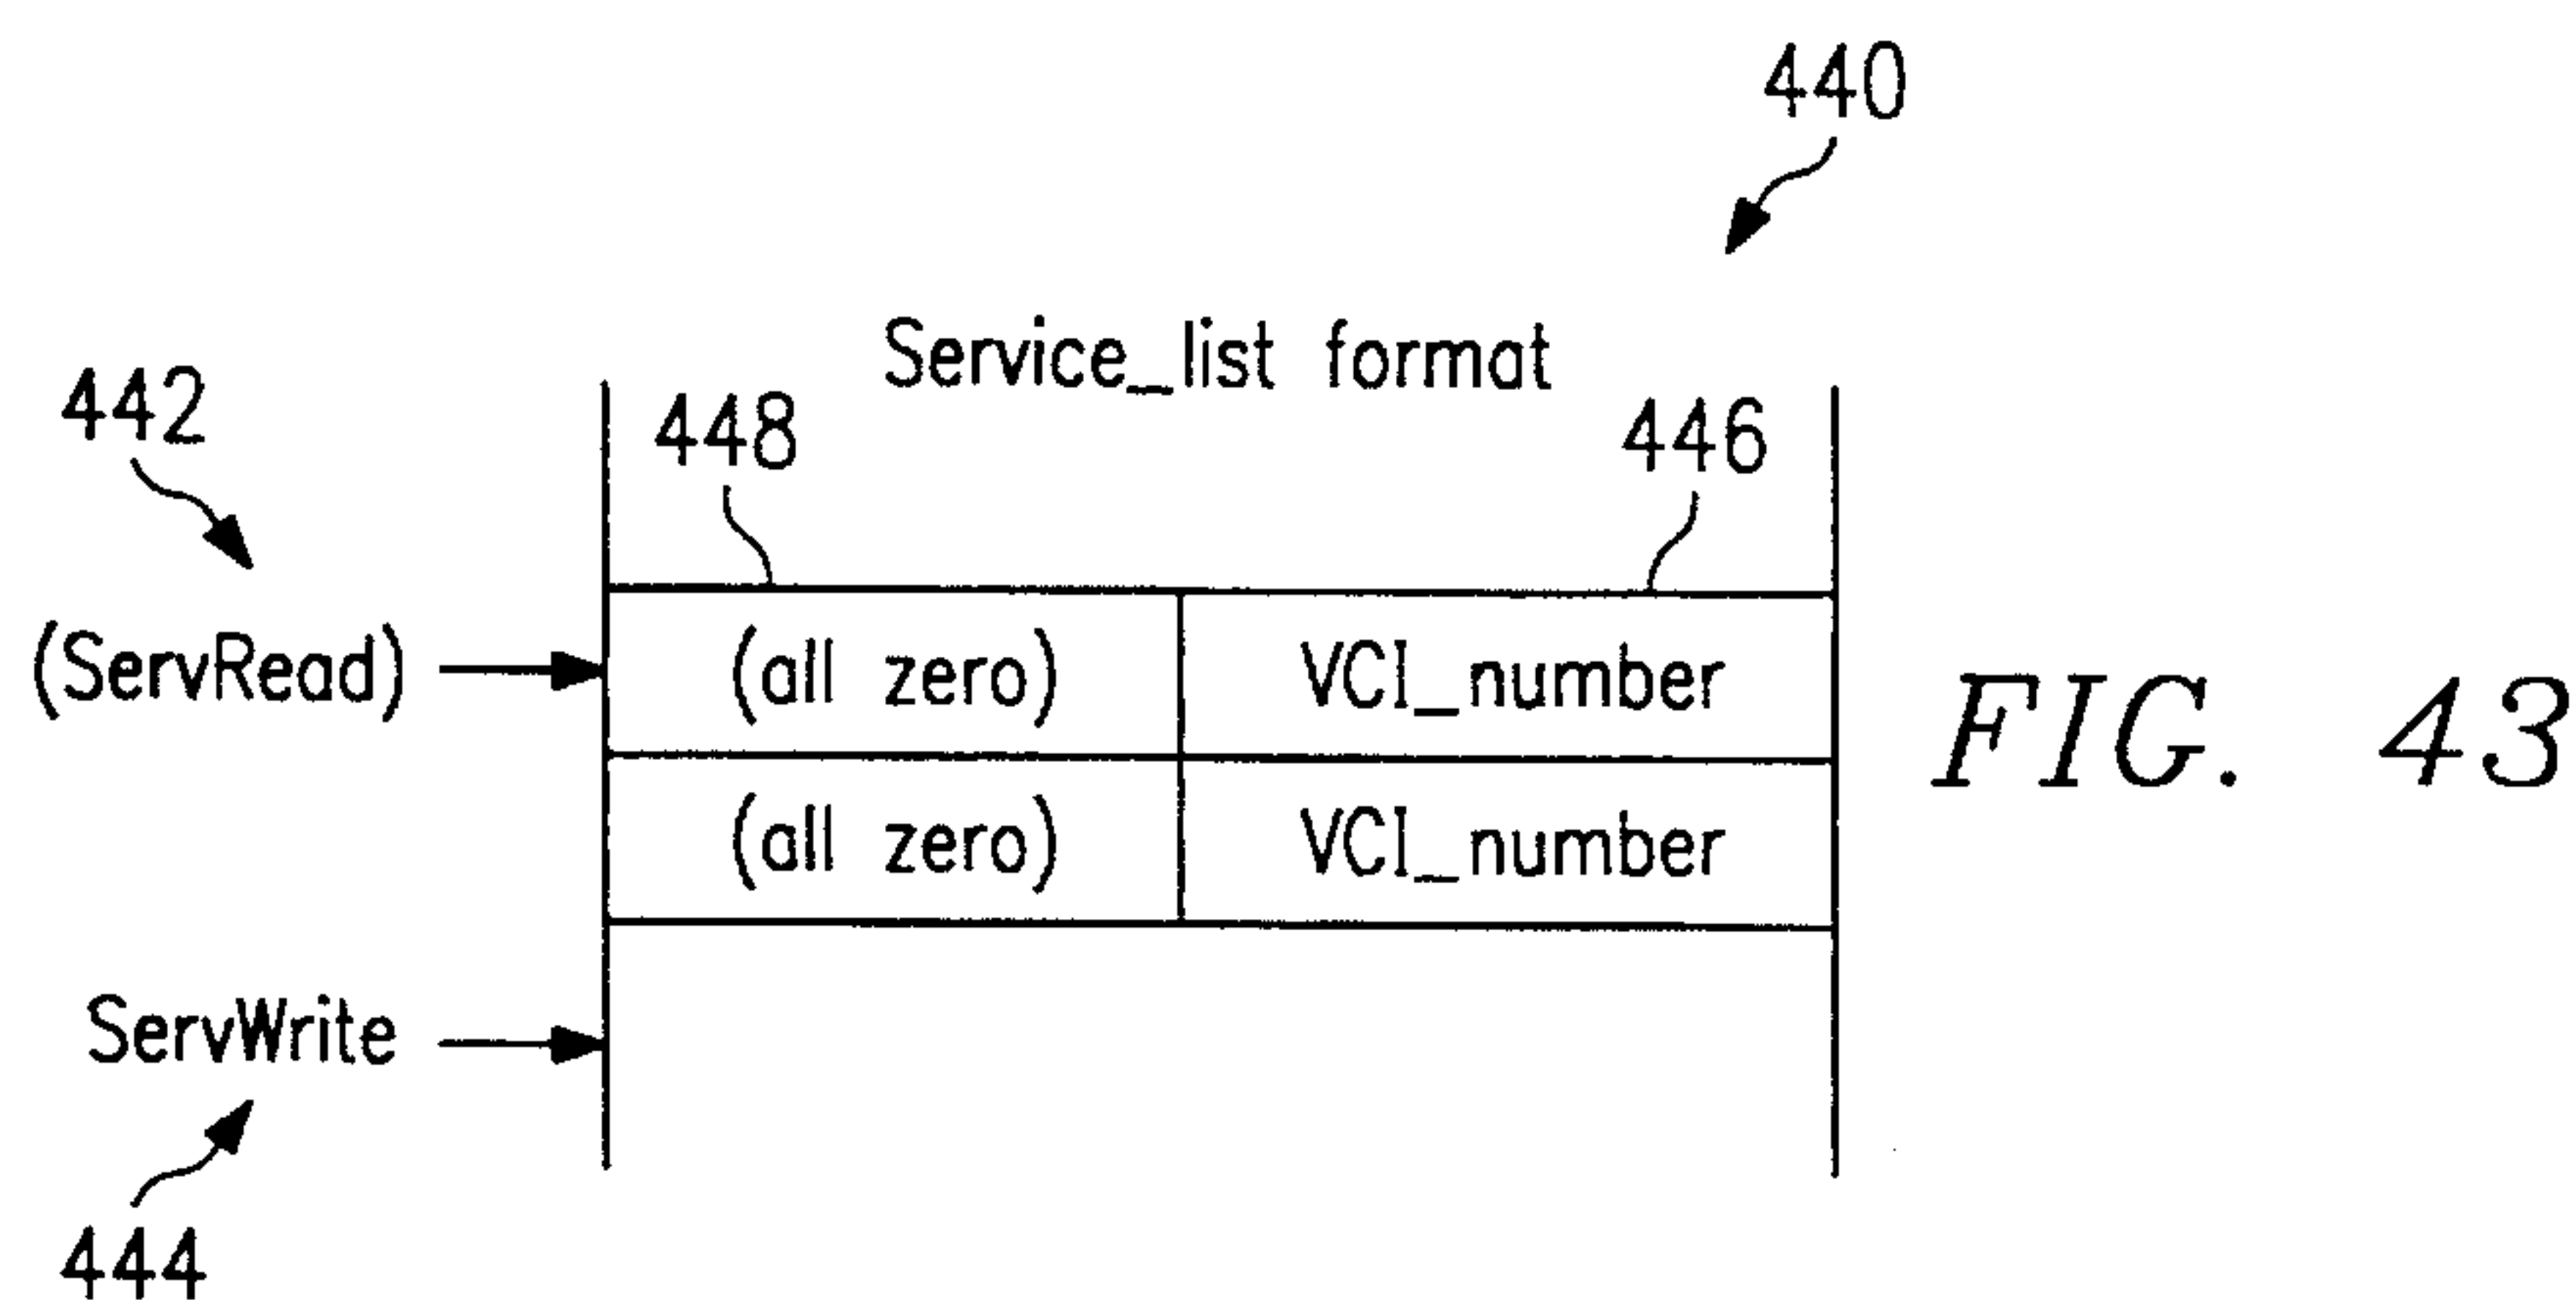 440
Service_list format
442
448
446
(ServRead)
(all zero)
VCI_number
(all zero)
VCI_number
FIG. 43
ServWrite
444